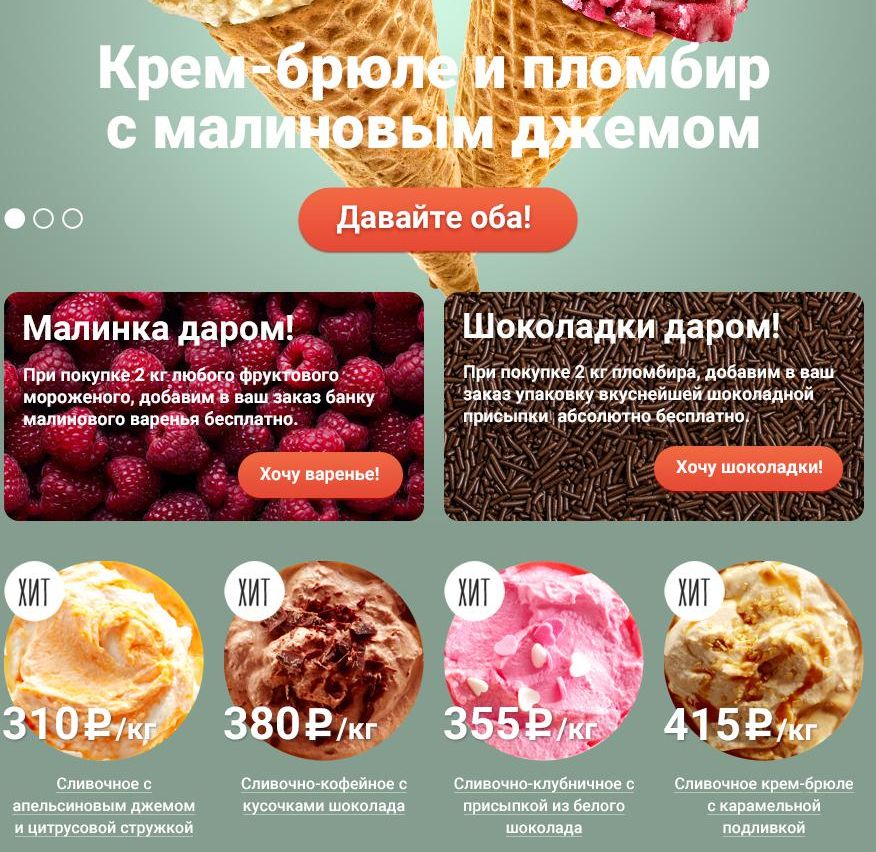 Крем-брюле и пломбир
с малиновым джемом
Давайте оба!
Малинка даром!
При покупке 2 кг любого фруктового
мороженого, добавим в ваш заказ банку
малинового варенья бесплатно.
Хочу варенье!
Шоколадки даром!
При покупке 2 кг пломбира, добавим в ваш
заказ упаковку вкуснейшей шоколадной
присыпки абсолютно бесплатно.
Хочу шоколадки!
ХИТ
310₽/кг
Сливочное с
апельсиновым джемом
и цитрусовой стружкой
ХИТ
380₽/кг
Сливочно-кофейное с
кусочками шоколада
ХИТ
355₽/кг
Сливочно-клубничное с
присыпкой из белого
шоколада
ХИТ
415₽/кг
Сливочное крем-брюле
с карамельной
подливкой